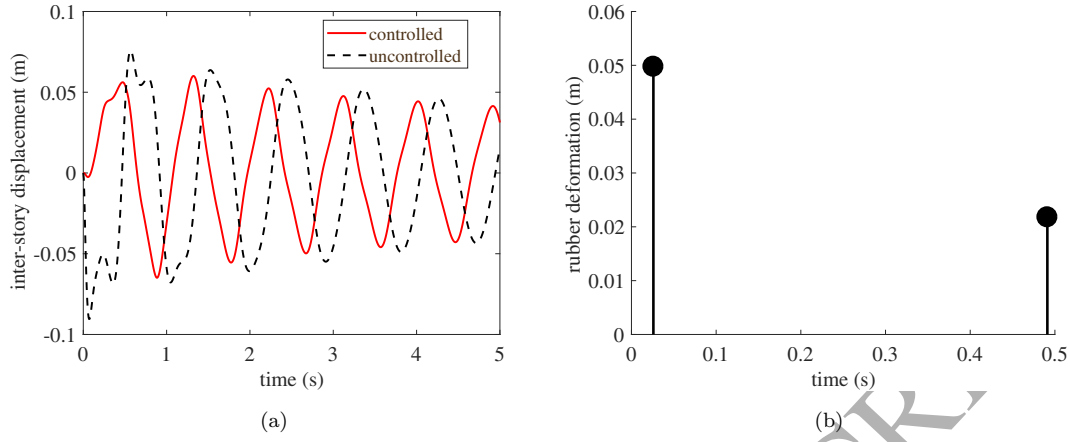 0.1
0.05
0
-0.05
-0.1
inter-story displacement (m)
controlled
uncontrolled
0 1 2 3 4 5
time (s)
(a)
0.06
0.05
0.04
0.03
0.02
0.01
0
rubber deformation (m)
0 0.1 0.2 0.3 0.4 0.5
time (s)
(b)